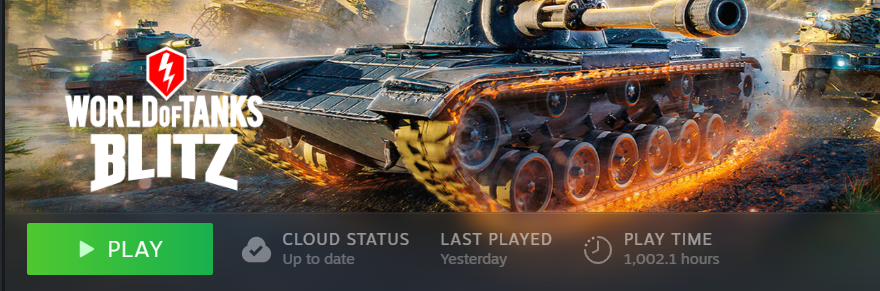 WORLD OF TANKS
BLITZ
PLAY
CLOUD STATUS
Up to date
LAST PLAYED
Yesterday
PLAY TIME
1,002.1 hours